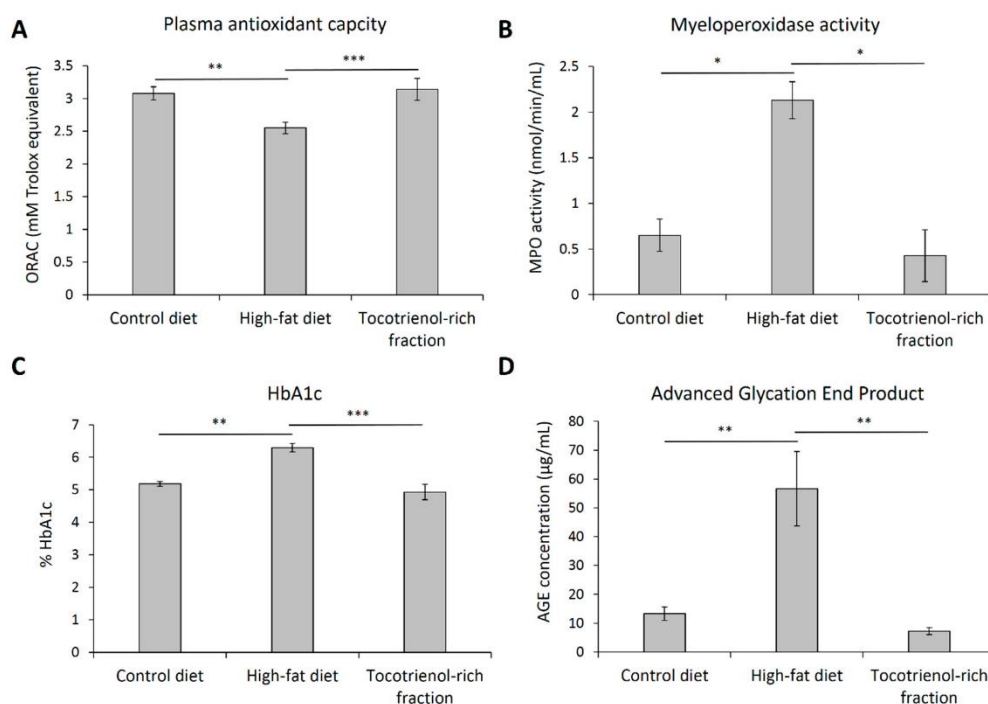 A
Plasma antioxidant capcity
ORAC (mM Trolox equivalent)
3.5
3
2.5
2
1.5
1
0.5
0
**
***
Control diet
High-fat diet
Tocotrienol-rich
fraction
B
Myeloperoxidase activity
MPO activity (nmol/min/mL)
2.5
2
1.5
1
0.5
0
*
*
Control diet
High-fat diet
Tocotrienol-rich
fraction
C
HbA1c
% HbA1c
7
6
5
4
3
2
1
0
**
***
Control diet
High-fat diet
Tocotrienol-rich
fraction
D
Advanced Glycation End Product
AGE concentration (µg/mL)
80
70
60
50
40
30
20
10
0
**
**
Control diet
High-fat diet
Tocotrienol-rich
fraction